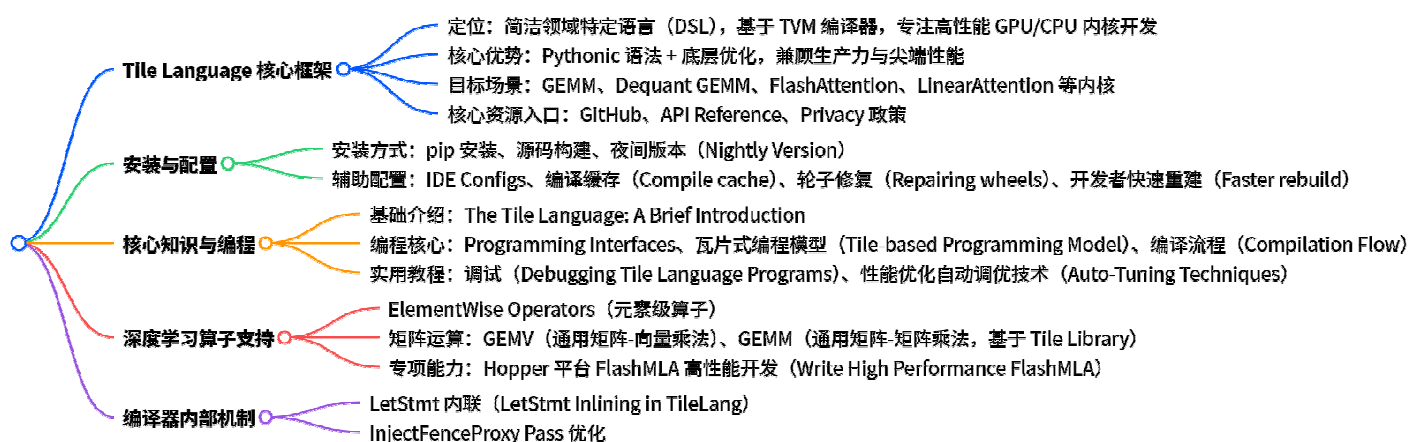 Tile Language 核心框架
定位：简洁领域特定语言（DSL），基于 TVM 编译器，专注高性能 GPU/CPU 内核开发
核心优势：Pythonic 语法 + 底层优化，兼顾生产力与尖端性能
目标场景：GEMM、Dequant GEMM、FlashAttention、LinearAttention 等内核
核心资源入口：GitHub、API Reference、Privacy 政策
安装与配置
安装方式：pip 安装、源码构建、夜间版本（Nightly Version）
辅助配置：IDE Configs、编译缓存（Compile cache）、轮子修复（Repairing wheels）、开发者快速重建（Faster rebuild）
核心知识与编程
基础介绍：The Tile Language: A Brief Introduction
编程核心：Programming Interfaces、瓦片式编程模型（Tile-based Programming Model）、编译流程（Compilation Flow）
实用教程：调试（Debugging Tile Language Programs）、性能优化自动调优技术（Auto-Tuning Techniques）
深度学习算子支持
ElementWise Operators（元素级算子）
矩阵运算：GEMV（通用矩阵-向量乘法）、GEMM（通用矩阵-矩阵乘法，基于 Tile Library）
专项能力：Hopper 平台 FlashMLA 高性能开发（Write High Performance FlashMLA）
编译器内部机制
LetStmt 内联（LetStmt Inlining in TileLang）
InjectFenceProxy Pass 优化